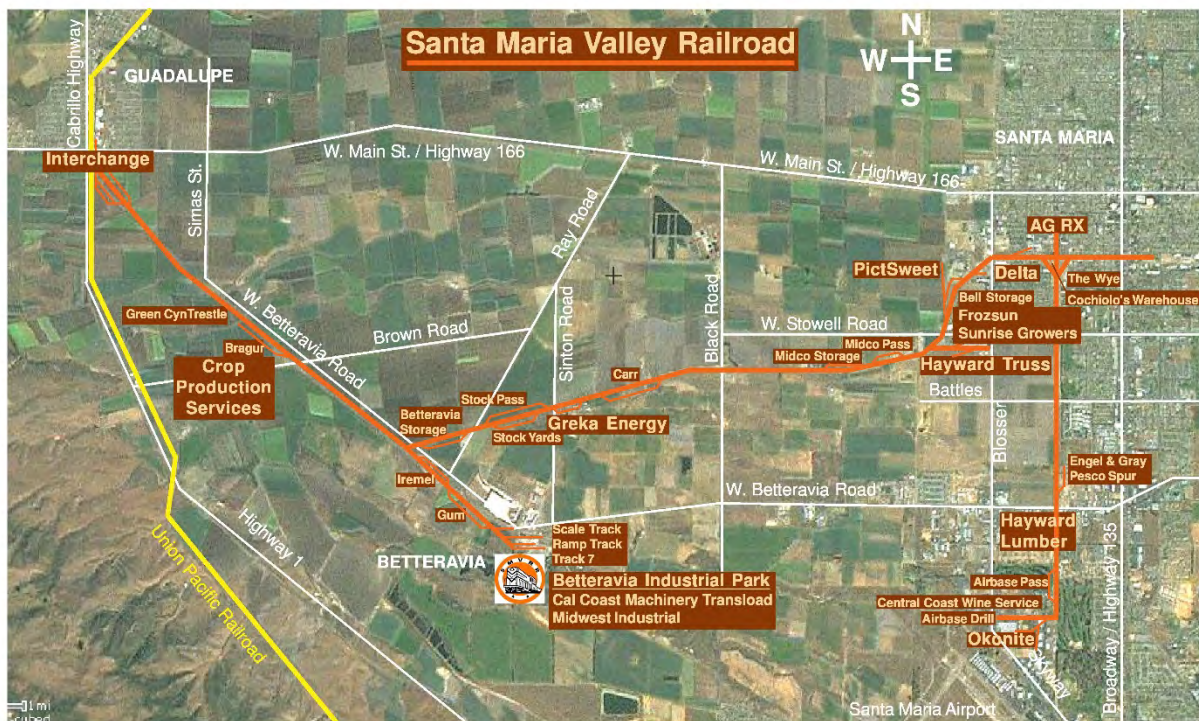 Santa Maria Valley Railroad
N
W E
S
Cabrillo Highway
GUADALUPE
SANTA MARIA
Interchange
W. Main St. / Highway 166
W. Main St. / Highway 166
Simas St.
Ray Road
Black Road
AG RX
PictSweet
Delta
The Wye
Cochiolo's Warehouse
Bell Storage
Frozsun
Sunrise Growers
Green CynTrestle
W. Betteravia Road
Brown Road
Sinton Road
W. Stowell Road
Bragur
Midco Pass
Midco Storage
Hayward Truss
Crop
Production
Services
Carr
Battles
Stock Pass
Betteravia
Storage
Greka Energy
Stock Yards
Blosser
Engel & Gray
Pesco Spur
Iremel
W. Betteravia Road
Gum
Hayward
Lumber
Highway 1
Scale Track
Ramp Track
Track 7
BETTERAVIA
Union Pacific Railroad
Betteravia Industrial Park
Cal Coast Machinery Transload
Midwest Industrial
Airbase Pass
Central Coast Wine Service
Airbase Drill
Okonite
Broadway / Highway 135
Santa Maria Airport
1 mi